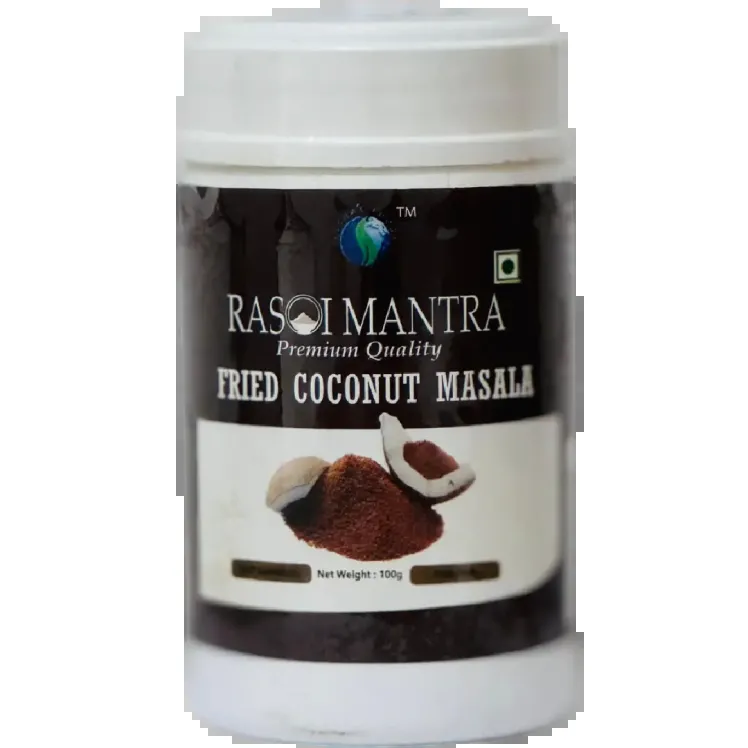 TM
RASOI MANTRA
Premium Quality
FRIED COCONUT MASALA
Net Weight : 100g